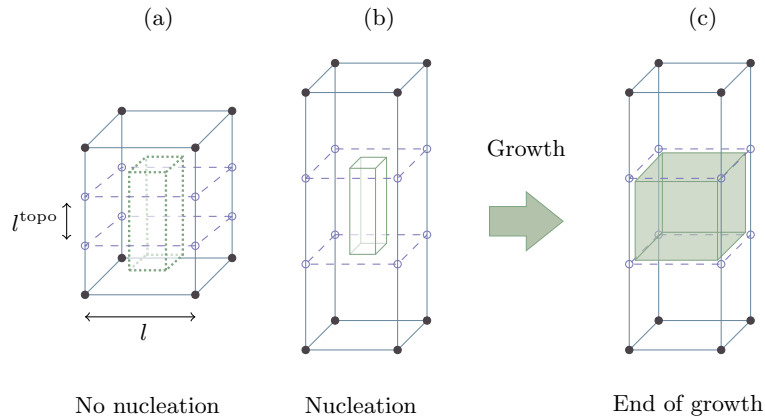 (a)
(b)
(c)
Growth
l^topo
l
No nucleation
Nucleation
End of growth